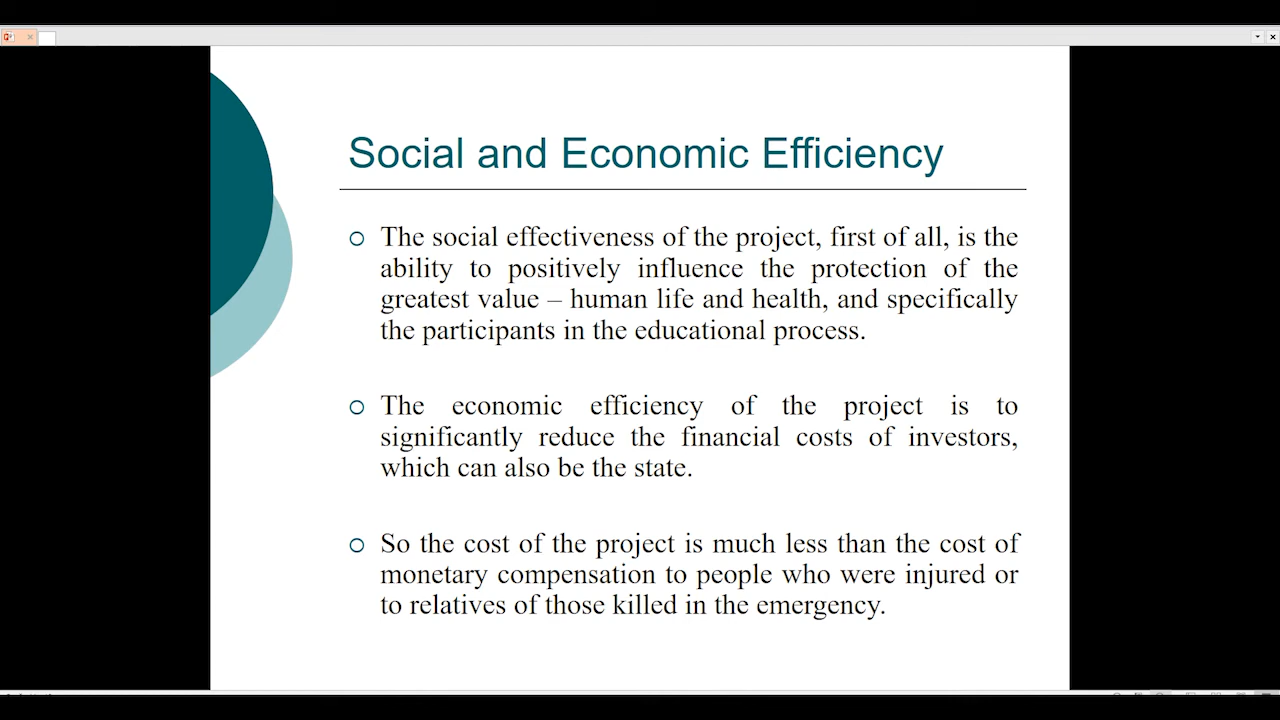 Social and Economic Efficiency
The social effectiveness of the project, first of all, is the
ability to positively influence the protection of the
greatest value – human life and health, and specifically
the participants in the educational process.
The economic efficiency of the project is to
significantly reduce the financial costs of investors,
which can also be the state.
So the cost of the project is much less than the cost of
monetary compensation to people who were injured or
to relatives of those killed in the emergency.